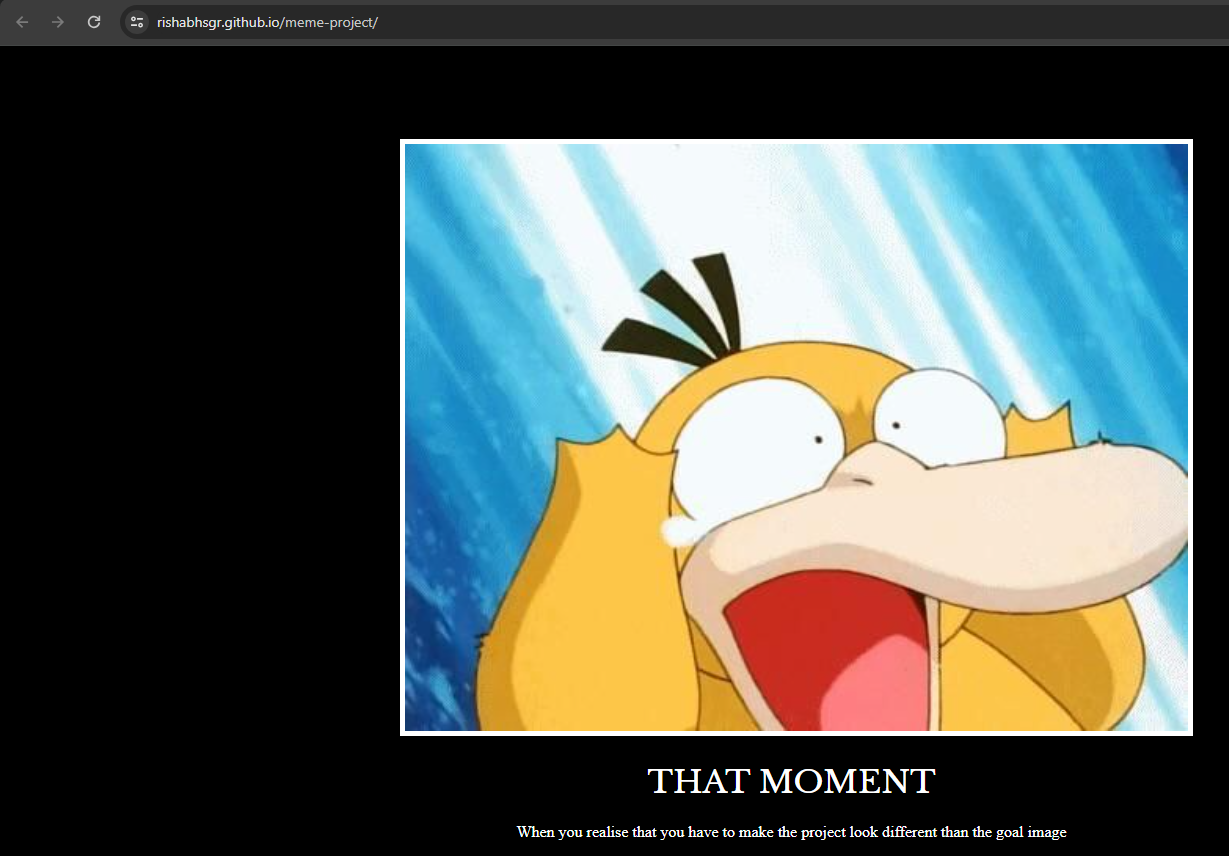 rishabhsgr.github.io/meme-project/
THAT MOMENT
When you realise that you have to make the project look different than the goal image